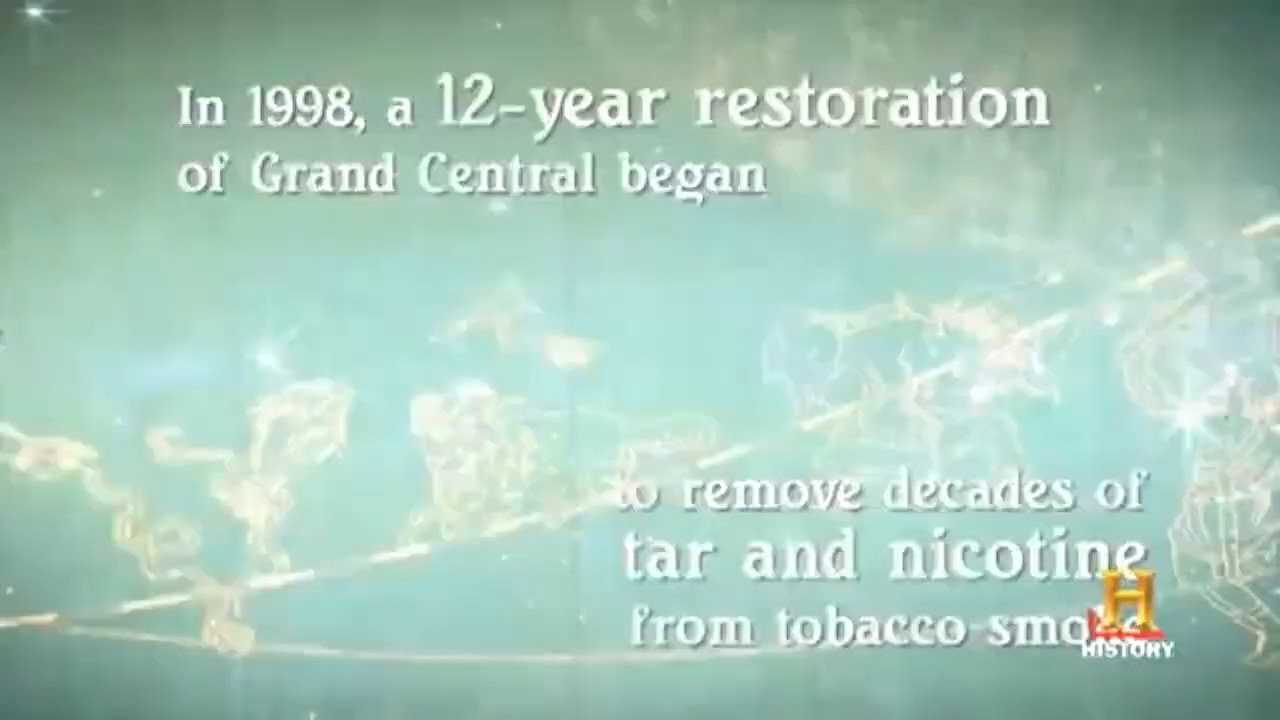 In 1998, a 12-year restoration
of Grand Central began
to remove decades of
tar and nicotine
from tobacco smoke
H
HISTORY